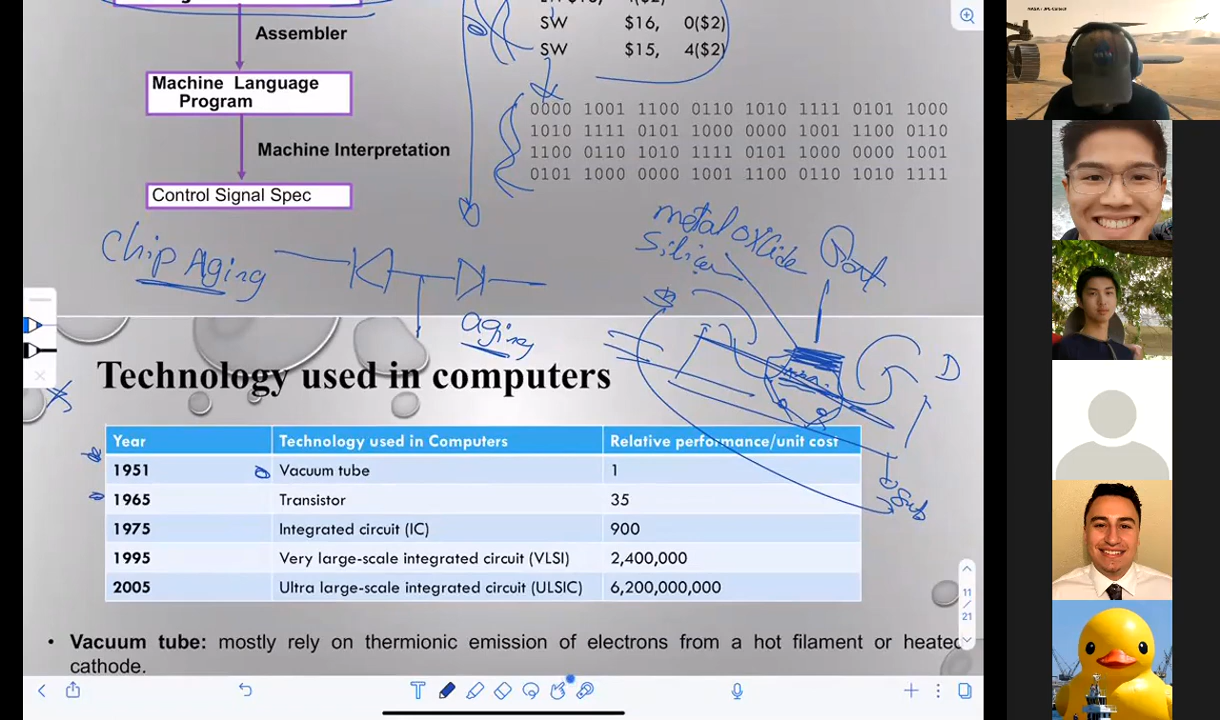 Assembler
Machine Language
Program
Machine Interpretation
Control Signal Spec
SW $16, 0($2)
SW $15, 4($2)
0000 1001 1100 0110 1010 1111 0101 1000
1010 1111 0101 1000 0000 1001 1100 0110
1100 0110 1010 1111 0101 1000 0000 1001
0101 1000 0000 1001 1100 0110 1010 1111
Chip Aging
aging
metal oxide
D
Sub
Technology used in computers
Year Technology used in Computers Relative performance/unit cost
1951 Vacuum tube 1
1965 Transistor 35
1975 Integrated circuit (IC) 900
1995 Very large-scale integrated circuit (VLSI) 2,400,000
2005 Ultra large-scale integrated circuit (ULSIC) 6,200,000,000
• Vacuum tube: mostly rely on thermionic emission of electrons from a hot filament or heated
cathode.
11
/
21
NASA / JPL-Caltech